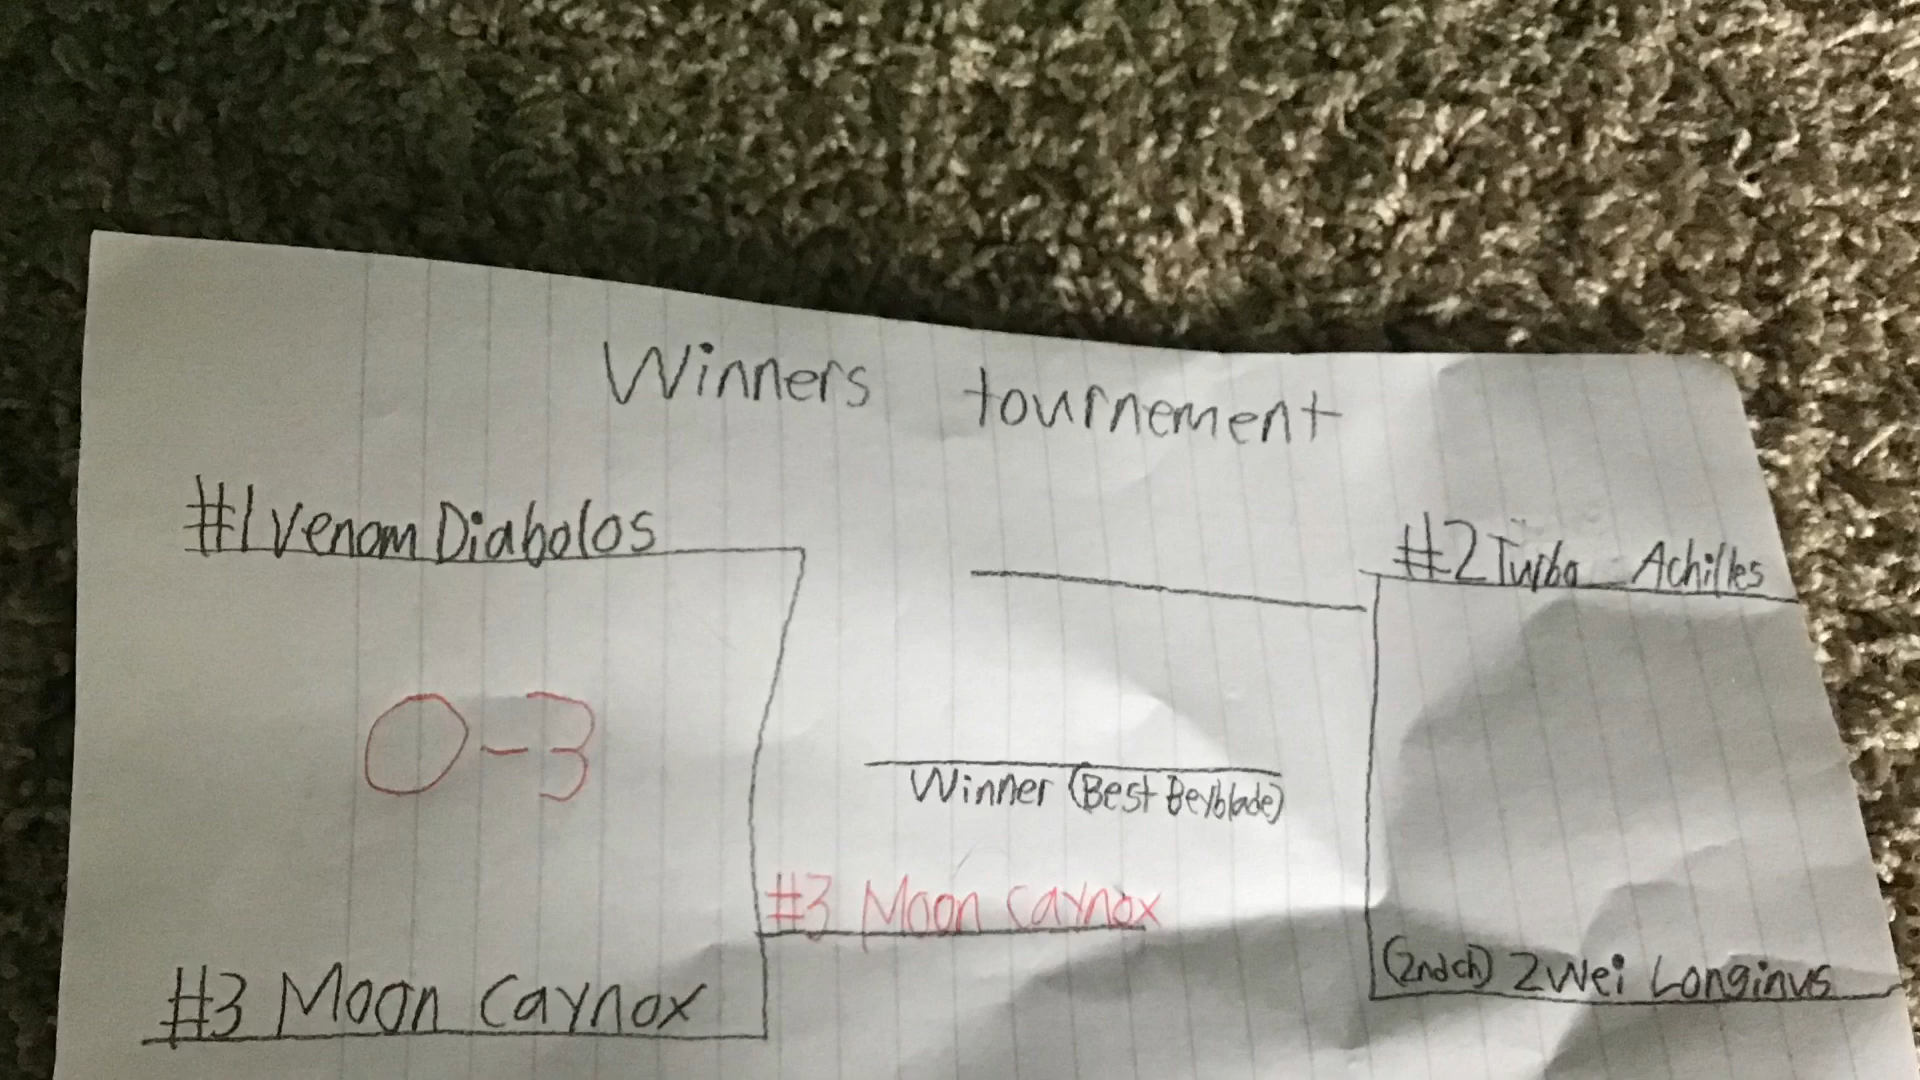 Winners tournement
#1 Venom Diabolos
#2 Turbo Achilles
0-3
Winner (Best Beyblade)
#3 Moon Caynox
#3 Moon Caynox
(2nd ch) Zwei Longinus